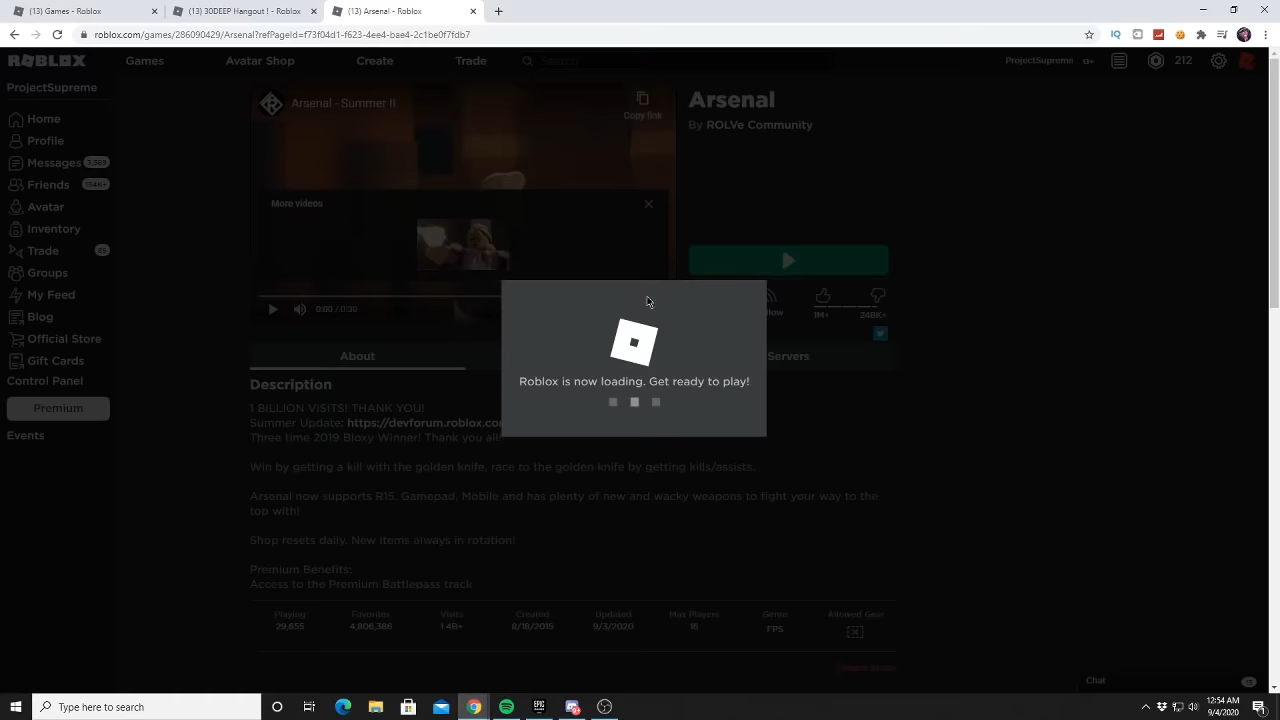 (13) Games - Roblox
(13) 30DEEP Hangout ! - Roblox
(13) Arsenal - Roblox
roblox.com/games/286090429/Arsenal?refPageId=f73f04d1-f623-4ee4-bae4-2c1be0f7fdb7
ROBLOX
Games
Avatar Shop
Create
Trade
Search
ProjectSupreme
13+
212
ProjectSupreme
Home
Profile
Messages
Friends
Avatar
Inventory
Trade
Groups
My Feed
Blog
Official Store
Gift Cards
Control Panel
Premium
Events
Arsenal - Summer II
Copy link
More videos
0:00 / 0:30
Arsenal
By ROLVe Community
1M+
248K+
Roblox is now loading. Get ready to play!
About
Servers
Description
1 BILLION VISITS! THANK YOU!
Summer Update: https://devforum.roblox.co
Three time 2019 Bloxy Winner! Thank you all!
Win by getting a kill with the golden knife, race to the golden knife by getting kills/assists.
Arsenal now supports R15, Gamepad, Mobile and has plenty of new and wacky weapons to fight your way to the
top with!
Shop resets daily. New items always in rotation!
Premium Benefits:
Access to the Premium Battlepass track
Playing
Favorites
Visits
Created
Updated
Max Players
Genre
Allowed Gear
29,655
4,806,386
1.4B+
8/18/2015
9/3/2020
16
FPS
Chat
Type here to search
12:54 AM
9/4/2020